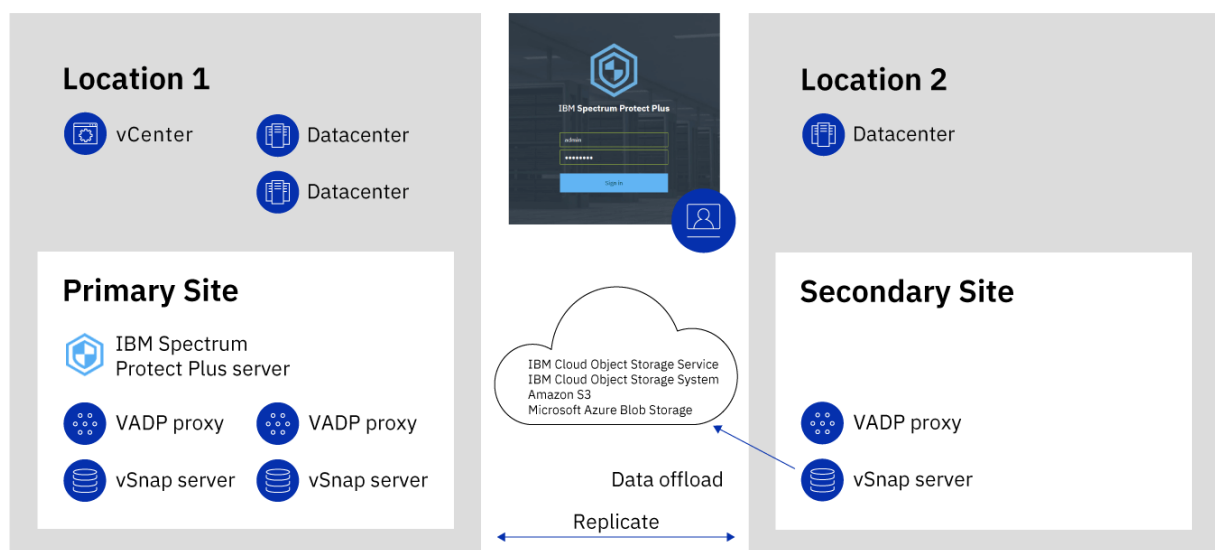 Location 1
vCenter
Datacenter
Datacenter
Primary Site
IBM Spectrum
Protect Plus server
VADP proxy
VADP proxy
vSnap server
vSnap server
IBM Spectrum Protect Plus
admin
••••••••
Sign in
IBM Cloud Object Storage Service
IBM Cloud Object Storage System
Amazon S3
Microsoft Azure Blob Storage
Data offload
Replicate
Location 2
Datacenter
Secondary Site
VADP proxy
vSnap server